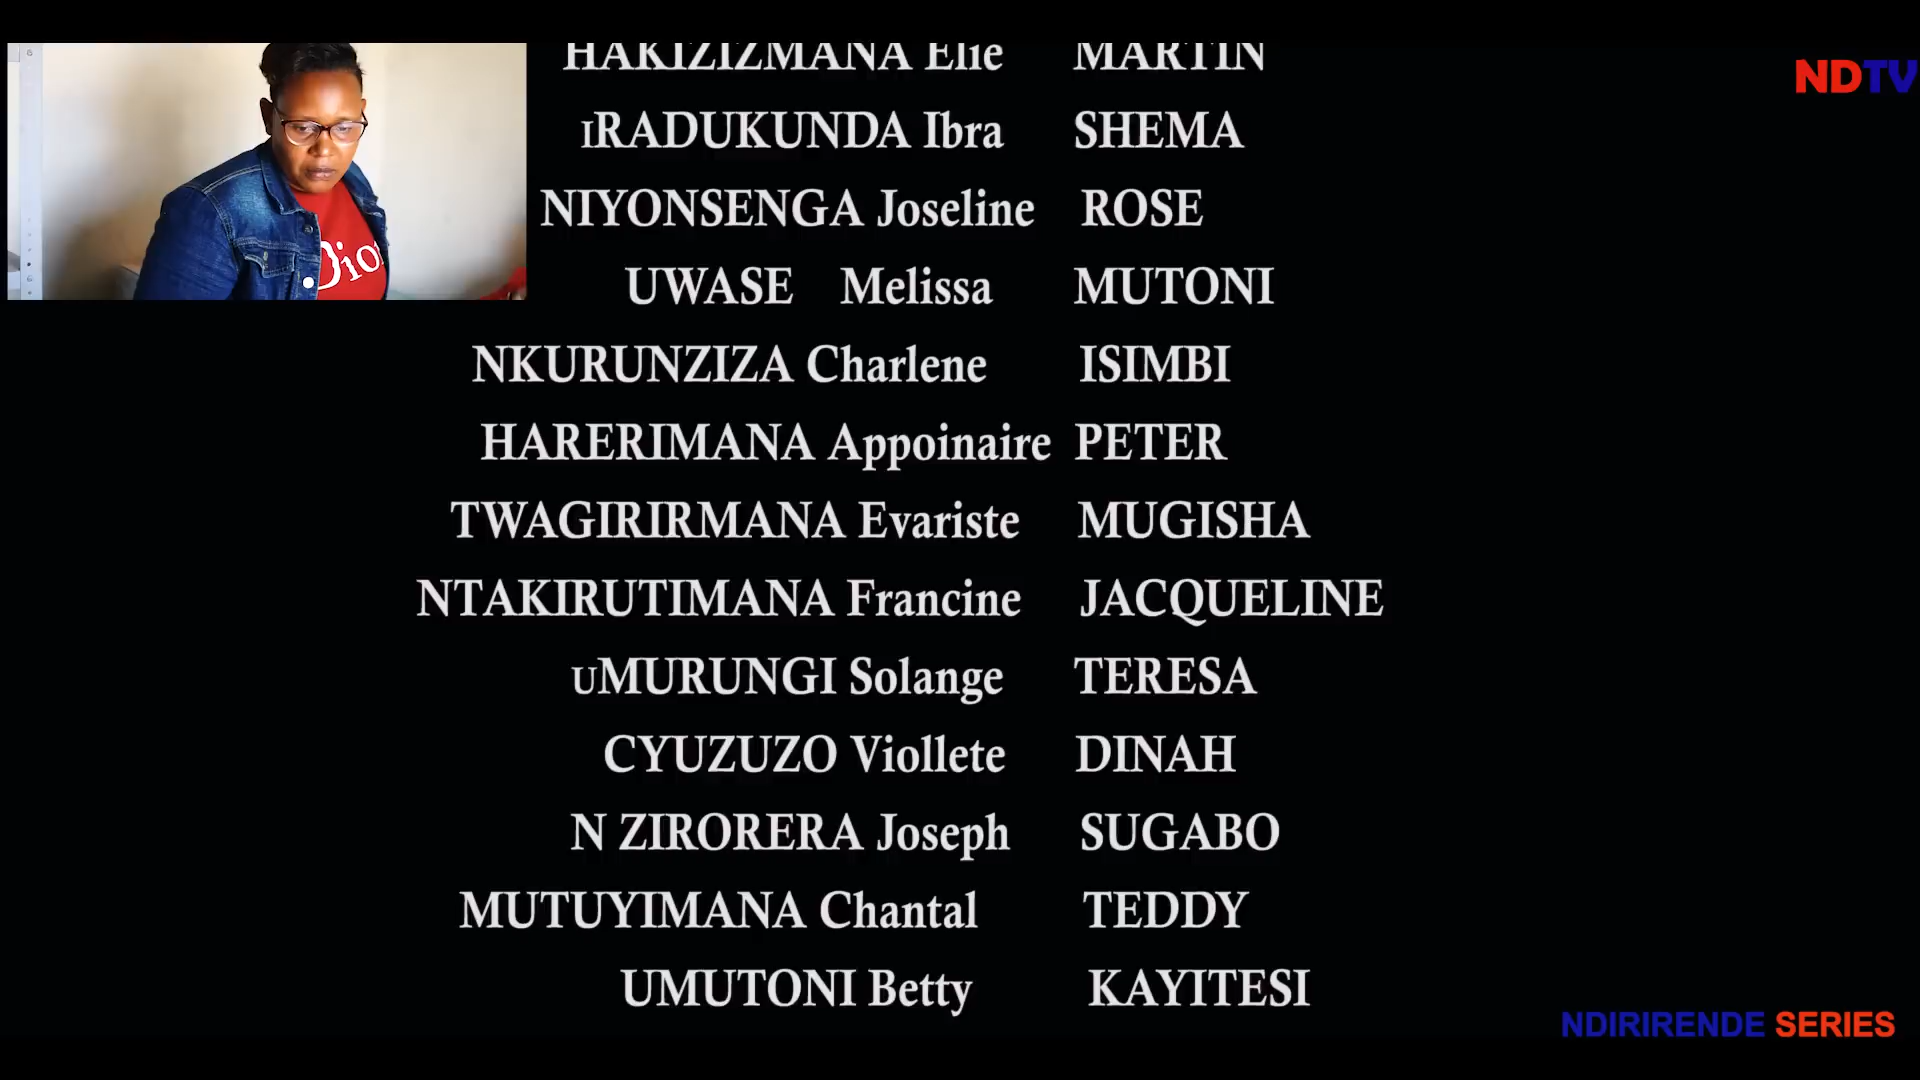 HAKIZIZMANA Elie MARTIN
NDTV
IRADUKUNDA Ibra SHEMA
NIYONSENGA Joseline ROSE
UWASE Melissa MUTONI
Dior
NKURUNZIZA Charlene ISIMBI
HARERIMANA Appoinaire PETER
TWAGIRIRMANA Evariste MUGISHA
NTAKIRUTIMANA Francine JACQUELINE
UMURUNGI Solange TERESA
CYUZUZO Viollete DINAH
N ZIRORERA Joseph SUGABO
MUTUYIMANA Chantal TEDDY
UMUTONI Betty KAYITESI
NDIRIRENDE SERIES